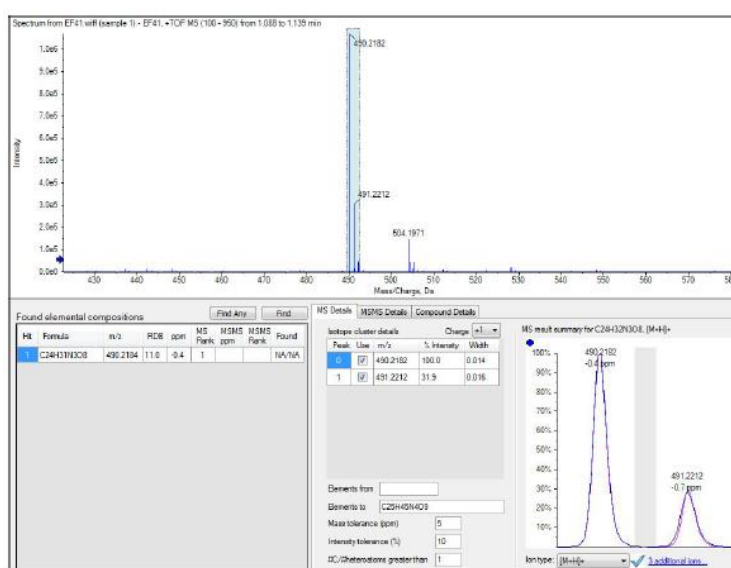 Spectrum from EF41.wiff (sample 1) - EF41, +TOF MS (100 - 950) from 1.088 to 1.139 min
Intensity
1.0e6
9.0e5
8.0e5
7.0e5
6.0e5
5.0e5
4.0e5
3.0e5
2.0e5
1.0e5
0.0e0
490.2182
491.2212
504.1971
430 440 450 460 470 480 490 500 510 520 530 540 550 560 570
Mass/Charge, Da
Found elemental compositions
Find Any
Find
Hit Formula m/z RDB ppm MS Rank MSMS ppm MSMS Rank Found
1 C24H31N3O8 490.2184 11.0 -0.4 1 NA/NA
MS Details MSMS Details Compound Details
Isotope cluster details Charge +1
Peak Use m/z % Intensity Width
0 490.2182 100.0 0.014
1 491.2212 31.9 0.016
Elements from
Elements to C25H45N4O9
Mass tolerance (ppm) 5
Intensity tolerance (%) 10
#C/#heteroatoms greater than 1
MS result summary for C24H32N3O8, [M+H]+
100%
90%
80%
70%
60%
50%
40%
30%
20%
10%
490.2182
-0.4 ppm
491.2212
-0.7 ppm
Ion type: [M+H]+ 3 additional ions...